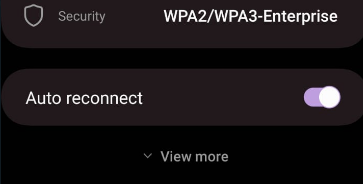 Security WPA2/WPA3-Enterprise
Auto reconnect
View more